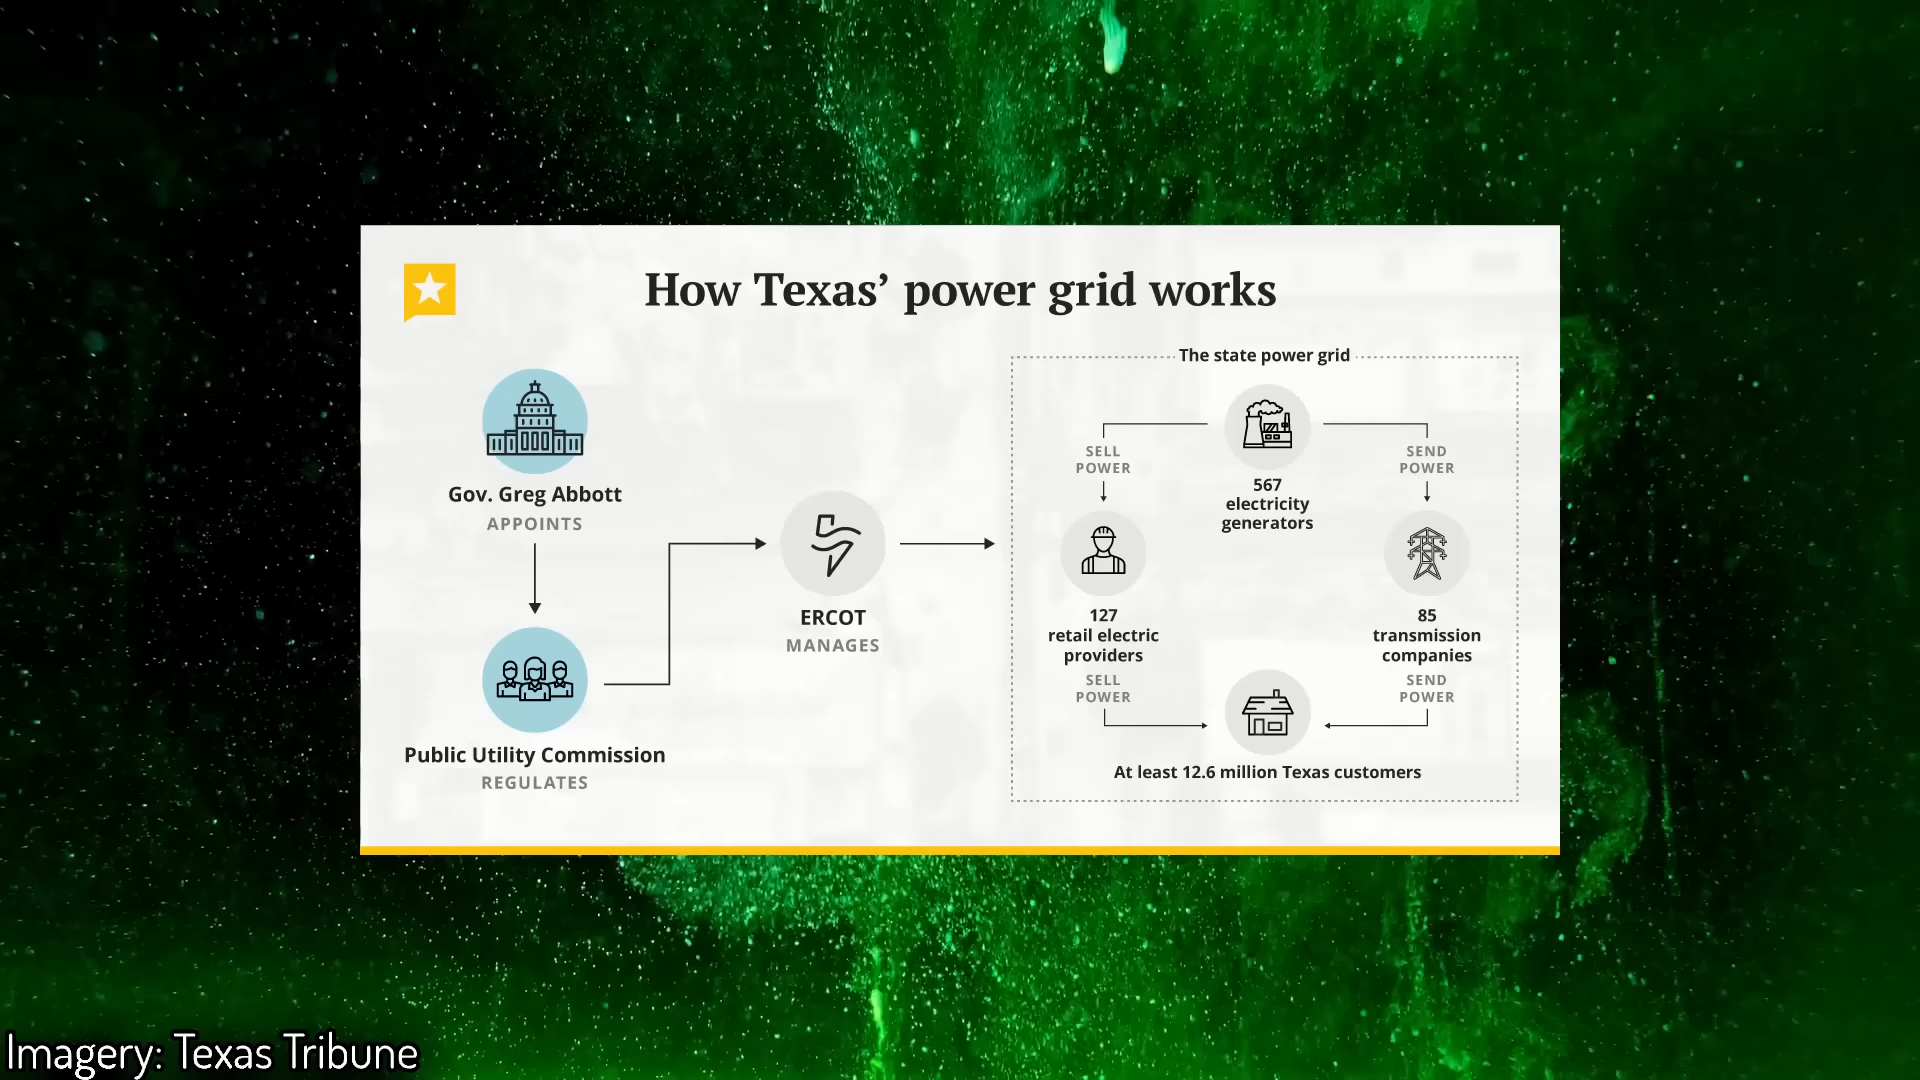 How Texas’ power grid works
Gov. Greg Abbott
APPOINTS
Public Utility Commission
REGULATES
ERCOT
MANAGES
The state power grid
567
electricity
generators
SELL
POWER
127
retail electric
providers
SELL
POWER
SEND
POWER
85
transmission
companies
SEND
POWER
At least 12.6 million Texas customers
Imagery: Texas Tribune